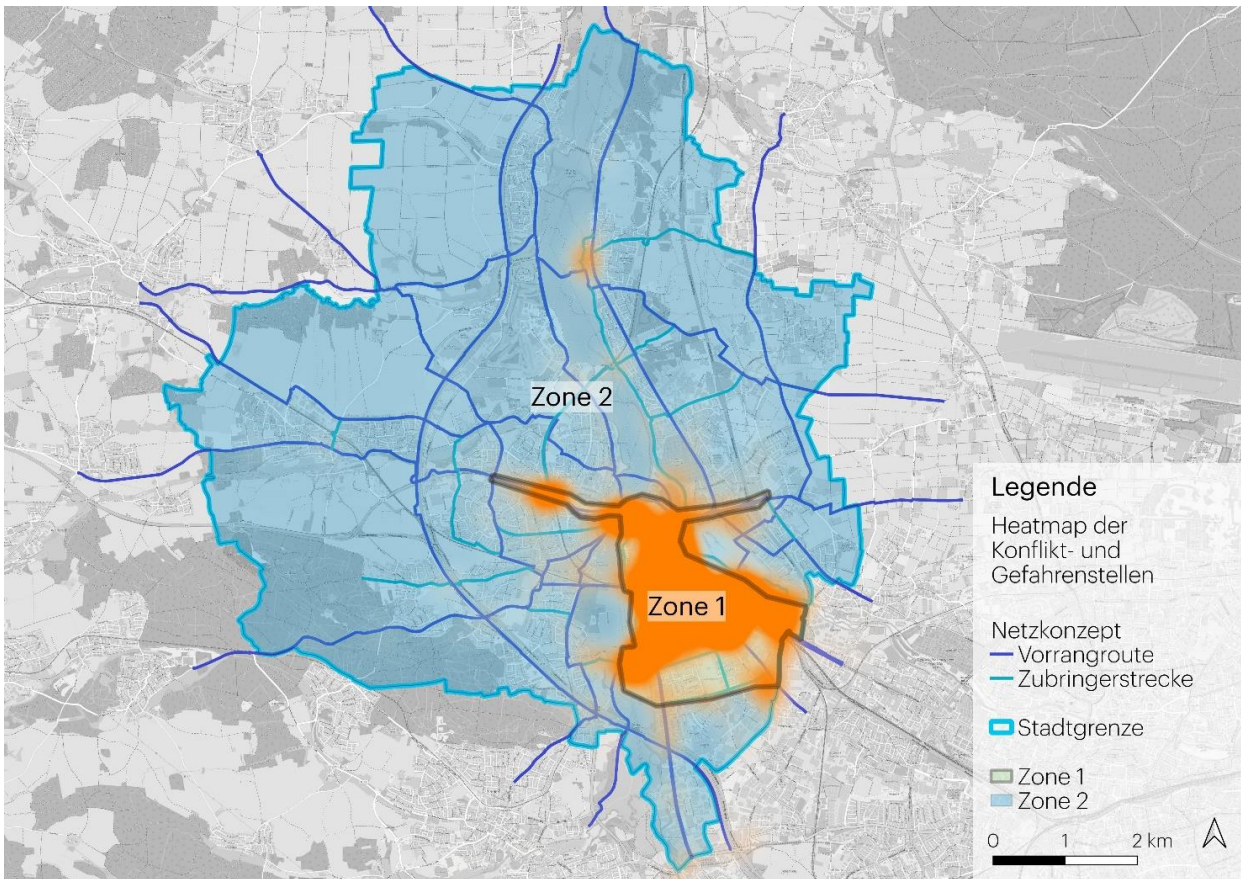 Zone 2
Zone 1
Legende
Heatmap der
Konflikt- und
Gefahrenstellen
Netzkonzept
Vorrangroute
Zubringerstrecke
Stadtgrenze
Zone 1
Zone 2
0 1 2 km